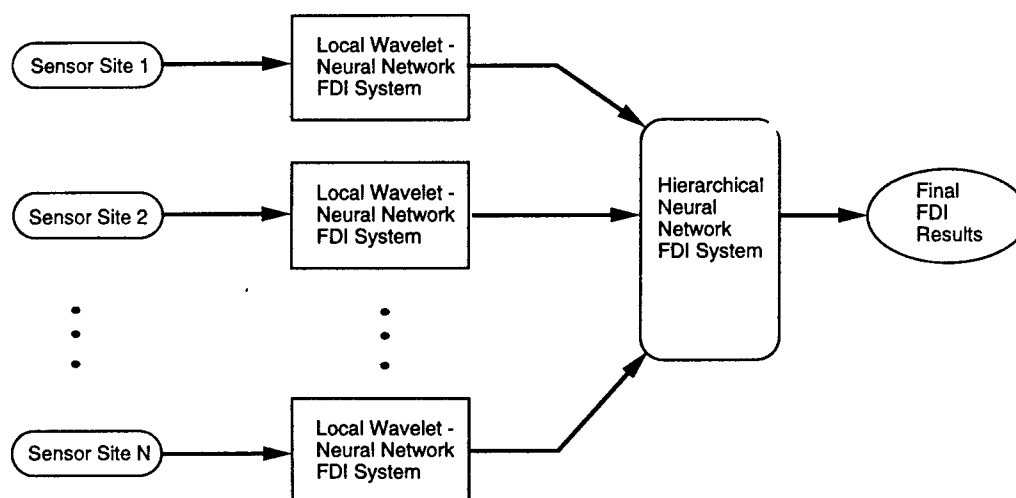 Sensor Site 1
Local Wavelet -
Neural Network
FDI System
Sensor Site 2
Local Wavelet -
Neural Network
FDI System
Hierarchical
Neural
Network
FDI System
Final
FDI
Results
Sensor Site N
Local Wavelet -
Neural Network
FDI System